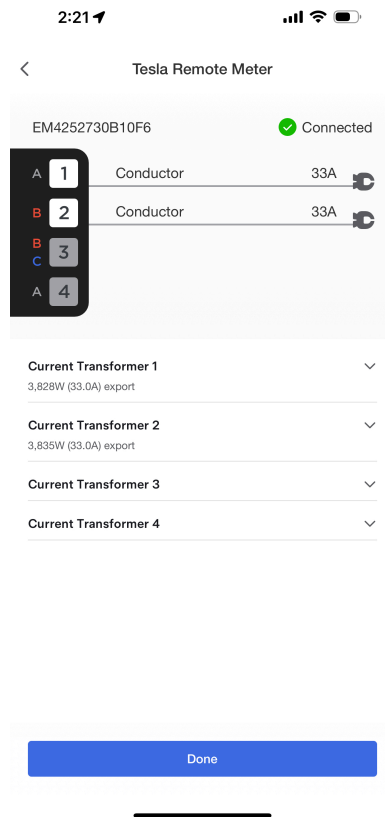 2:21
Tesla Remote Meter
EM4252730B10F6 Connected
A 1 Conductor 33A
B 2 Conductor 33A
B
C 3
A 4
Current Transformer 1
3,828W (33.0A) export
Current Transformer 2
3,835W (33.0A) export
Current Transformer 3
Current Transformer 4
Done